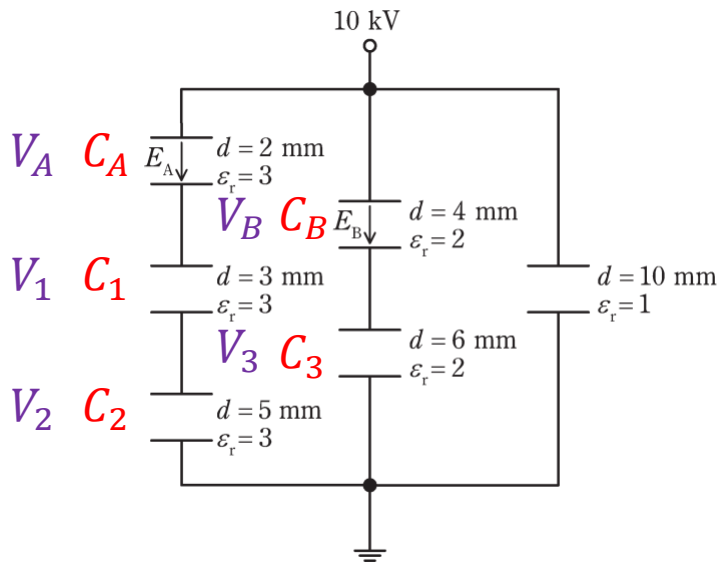 10 kV
V_A C_A E_A d = 2 mm
ε_r = 3
V_B C_B E_B d = 4 mm
ε_r = 2
V_1 C_1 d = 3 mm
ε_r = 3
d = 10 mm
ε_r = 1
V_3 C_3 d = 6 mm
ε_r = 2
V_2 C_2 d = 5 mm
ε_r = 3